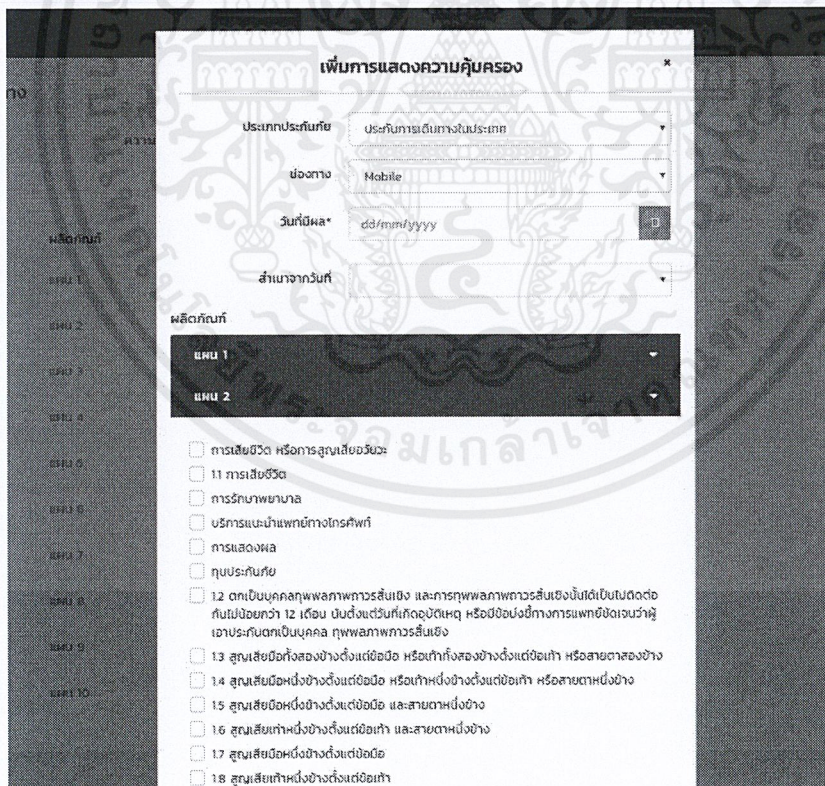 เพิ่มการแสดงความคุ้มครอง
ประเภทประกันภัย
ประกันการเดินทางในประเทศ
ช่องทาง
Mobile
วันที่มีผล*
dd/mm/yyyy
สำเนาจากวันที่
ผลิตภัณฑ์
แผน 1
แผน 2
การเสียชีวิต หรือการสูญเสียอวัยวะ
1.1 การเสียชีวิต
การรักษาพยาบาล
บริการแนะนำแพทย์ทางโทรศัพท์
การแสดงผล
ทุนประกันภัย
1.2 ตกเป็นบุคคลทุพพลภาพถาวรสิ้นเชิง และการทุพพลภาพถาวรสิ้นเชิงนั้นได้เป็นไปติดต่อ
กันไม่น้อยกว่า 12 เดือน นับตั้งแต่วันที่เกิดอุบัติเหตุ หรือมีข้อบ่งชี้ทางการแพทย์ชัดเจนว่าผู้
เอาประกันตกเป็นบุคคล ทุพพลภาพถาวรสิ้นเชิง
1.3 สูญเสียมือทั้งสองข้างตั้งแต่ข้อมือ หรือเท้าทั้งสองข้างตั้งแต่ข้อเท้า หรือสายตาสองข้าง
1.4 สูญเสียมือหนึ่งข้างตั้งแต่ข้อมือ หรือเท้าหนึ่งข้างตั้งแต่ข้อเท้า หรือสายตาหนึ่งข้าง
1.5 สูญเสียมือหนึ่งข้างตั้งแต่ข้อมือ และสายตาหนึ่งข้าง
1.6 สูญเสียเท้าหนึ่งข้างตั้งแต่ข้อเท้า และสายตาหนึ่งข้าง
1.7 สูญเสียมือหนึ่งข้างตั้งแต่ข้อมือ
1.8 สูญเสียเท้าหนึ่งข้างตั้งแต่ข้อเท้า
ผลิตภัณฑ์
แผน 1
แผน 2
แผน 3
แผน 4
แผน 5
แผน 6
แผน 7
แผน 8
แผน 9
แผน 10